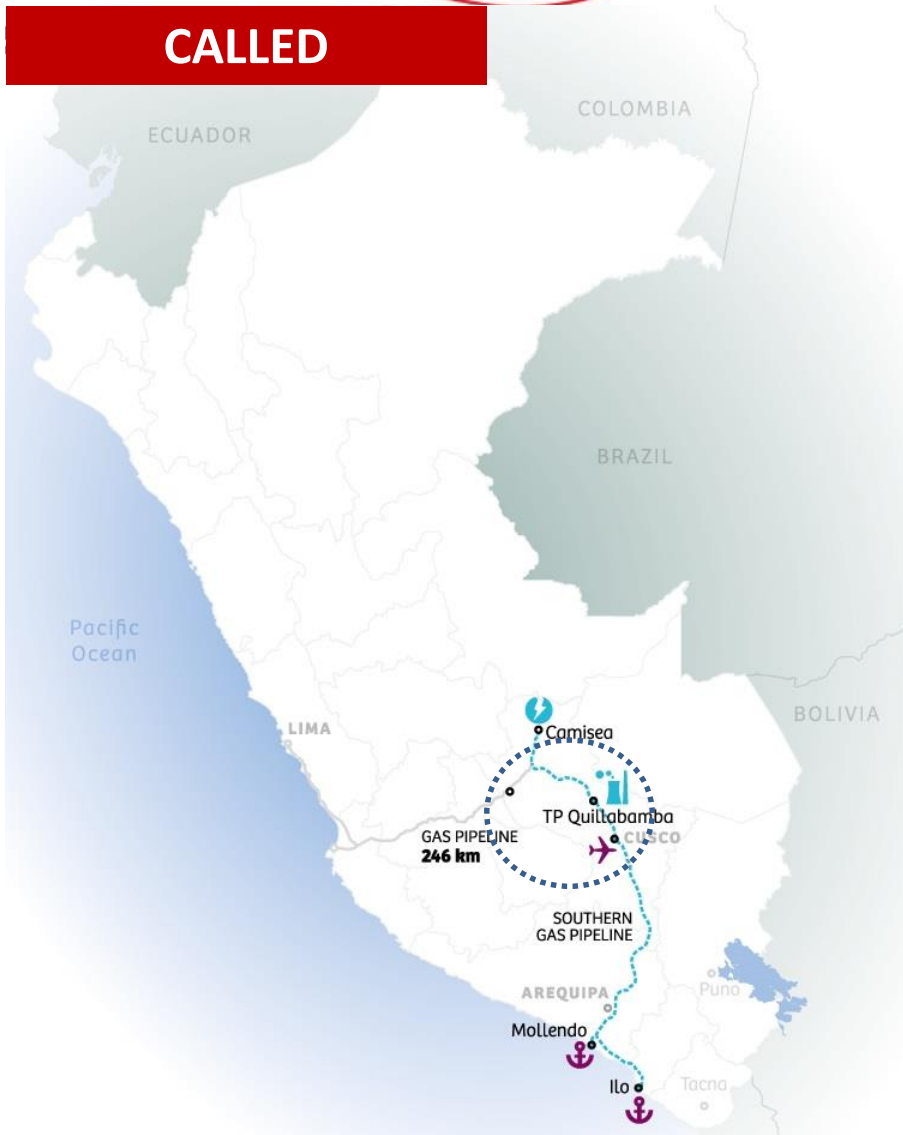 CALLED
COLOMBIA
ECUADOR
BRAZIL
Pacific
Ocean
BOLIVIA
LIMA
Camisea
TP Quillabamba
CUSCO
GAS PIPELINE
246 km
SOUTHERN
GAS PIPELINE
Puno
AREQUIPA
Mollendo
Ilo
Tacna